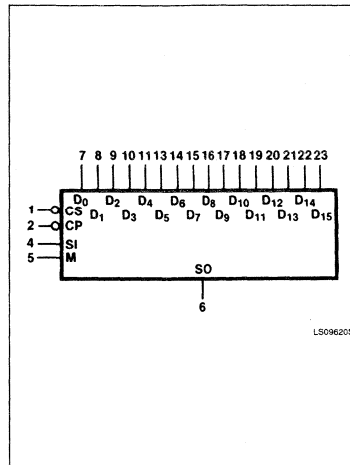 7 8 9 10 11 13 14 15 16 17 18 19 20 21 22 23
D0 D2 D4 D6 D8 D10 D12 D14
1 CS
D1 D3 D5 D7 D9 D11 D13 D15
2 CP
4 SI
5 M
SO
6
LS09620S